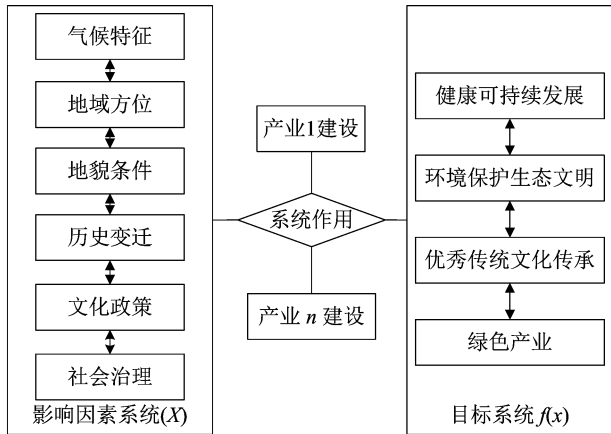 气候特征
地域方位
地貌条件
历史变迁
文化政策
社会治理
影响因素系统(X)
产业1建设
系统作用
产业 n 建设
健康可持续发展
环境保护生态文明
优秀传统文化传承
绿色产业
目标系统 f(x)